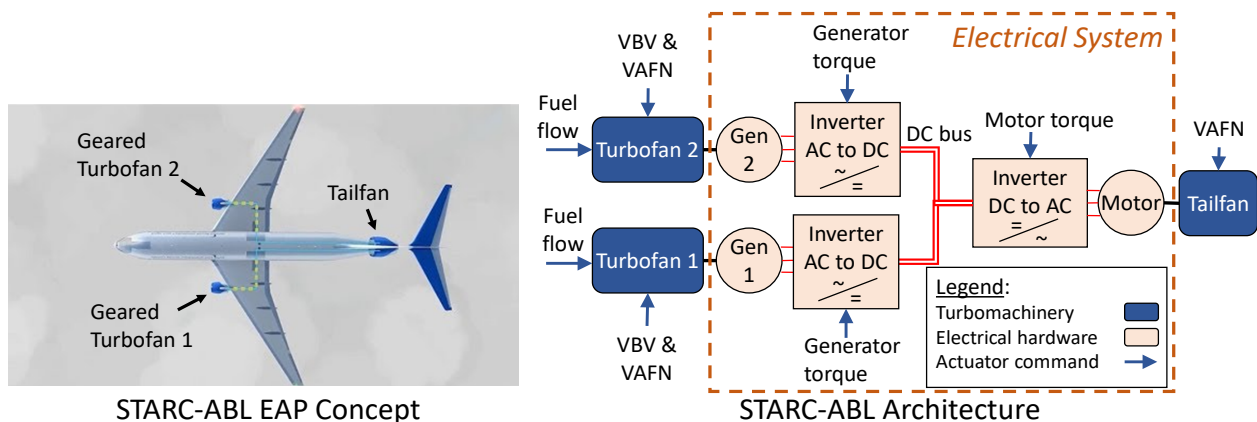 Geared
Turbofan 2
Tailfan
Geared
Turbofan 1
STARC-ABL EAP Concept
Electrical System
VBV &
VAFN
Generator
torque
Fuel
flow
Turbofan 2
Gen
2
Inverter
AC to DC
~
=
DC bus
Motor torque
VAFN
Inverter
DC to AC
=
~
Motor
Tailfan
Fuel
flow
Turbofan 1
Gen
1
Inverter
AC to DC
~
=
VBV &
VAFN
Generator
torque
Legend:
Turbomachinery
Electrical hardware
Actuator command
STARC-ABL Architecture